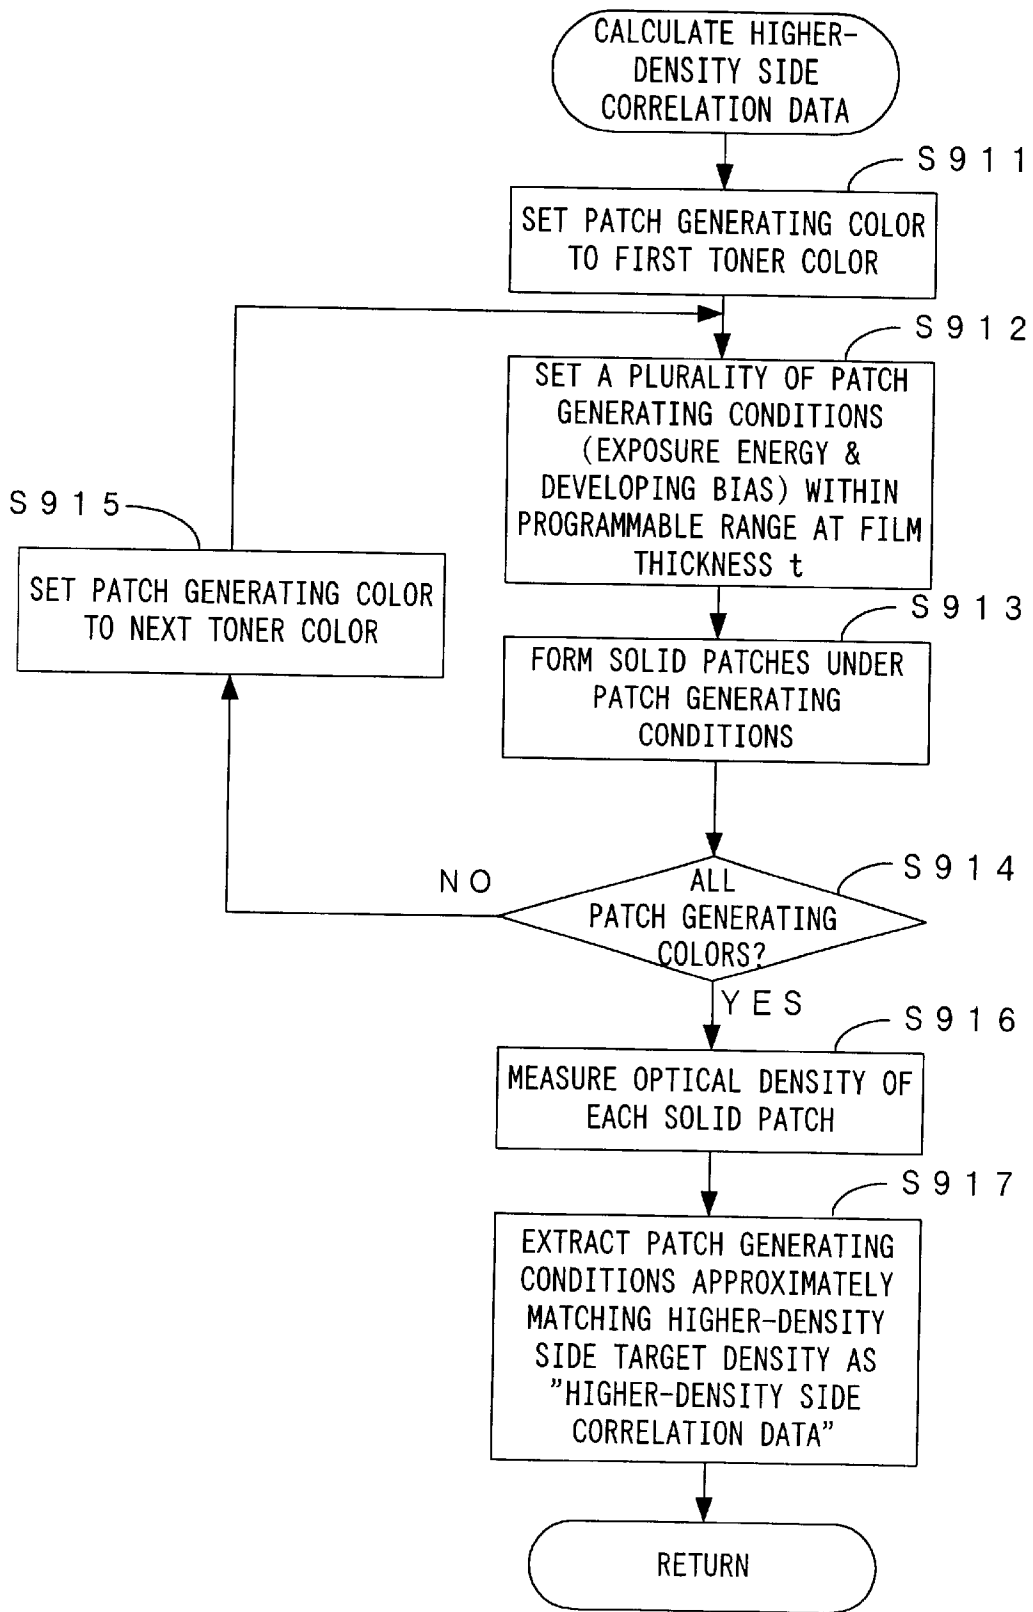 CALCULATE HIGHER-
DENSITY SIDE
CORRELATION DATA
S911
SET PATCH GENERATING COLOR
TO FIRST TONER COLOR
S912
SET A PLURALITY OF PATCH
GENERATING CONDITIONS
(EXPOSURE ENERGY &
DEVELOPING BIAS) WITHIN
PROGRAMMABLE RANGE AT FILM
THICKNESS t
S915
SET PATCH GENERATING COLOR
TO NEXT TONER COLOR
S913
FORM SOLID PATCHES UNDER
PATCH GENERATING
CONDITIONS
S914
NO
ALL
PATCH GENERATING
COLORS?
YES
S916
MEASURE OPTICAL DENSITY OF
EACH SOLID PATCH
S917
EXTRACT PATCH GENERATING
CONDITIONS APPROXIMATELY
MATCHING HIGHER-DENSITY
SIDE TARGET DENSITY AS
”HIGHER-DENSITY SIDE
CORRELATION DATA”
RETURN